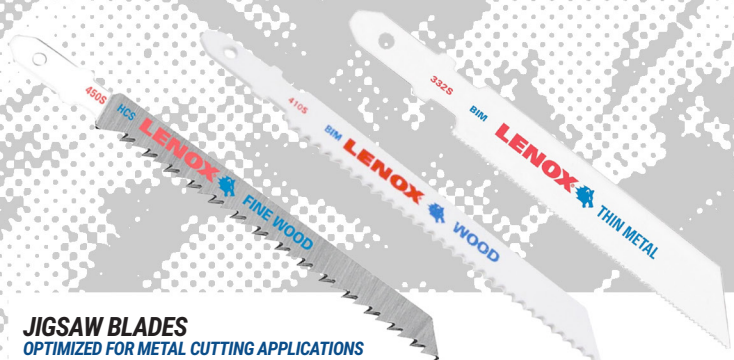 450S
HCS LENOX FINE WOOD
410S
BIM LENOX WOOD
332S
BIM LENOX® THIN METAL
JIGSAW BLADES
OPTIMIZED FOR METAL CUTTING APPLICATIONS